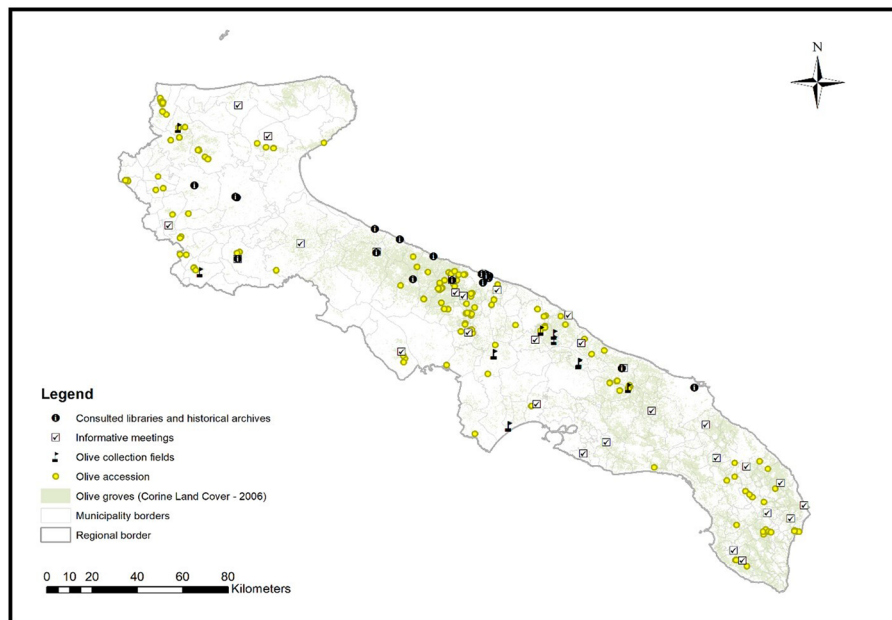 N
Legend
Consulted libraries and historical archives
Informative meetings
Olive collection fields
Olive accession
Olive groves (Corine Land Cover - 2006)
Municipality borders
Regional border
0 10 20 40 60 80
Kilometers